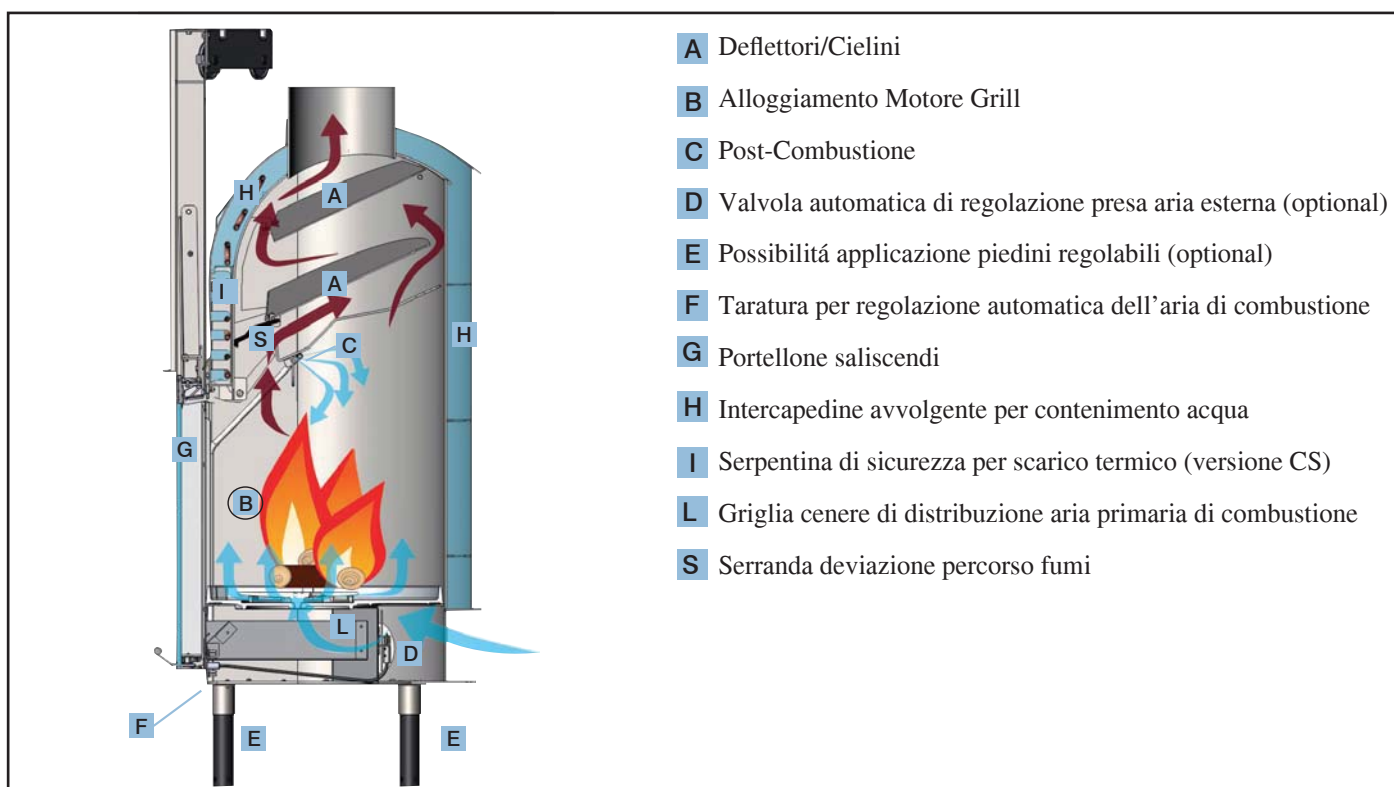 A Deflettori/Cielini
B Alloggiamento Motore Grill
C Post-Combustione
D Valvola automatica di regolazione presa aria esterna (optional)
E Possibilitá applicazione piedini regolabili (optional)
F Taratura per regolazione automatica dell’aria di combustione
G Portellone saliscendi
H Intercapedine avvolgente per contenimento acqua
I Serpentina di sicurezza per scarico termico (versione CS)
L Griglia cenere di distribuzione aria primaria di combustione
S Serranda deviazione percorso fumi
H
A
I
A
S
C
H
G
B
L
D
F
E
E